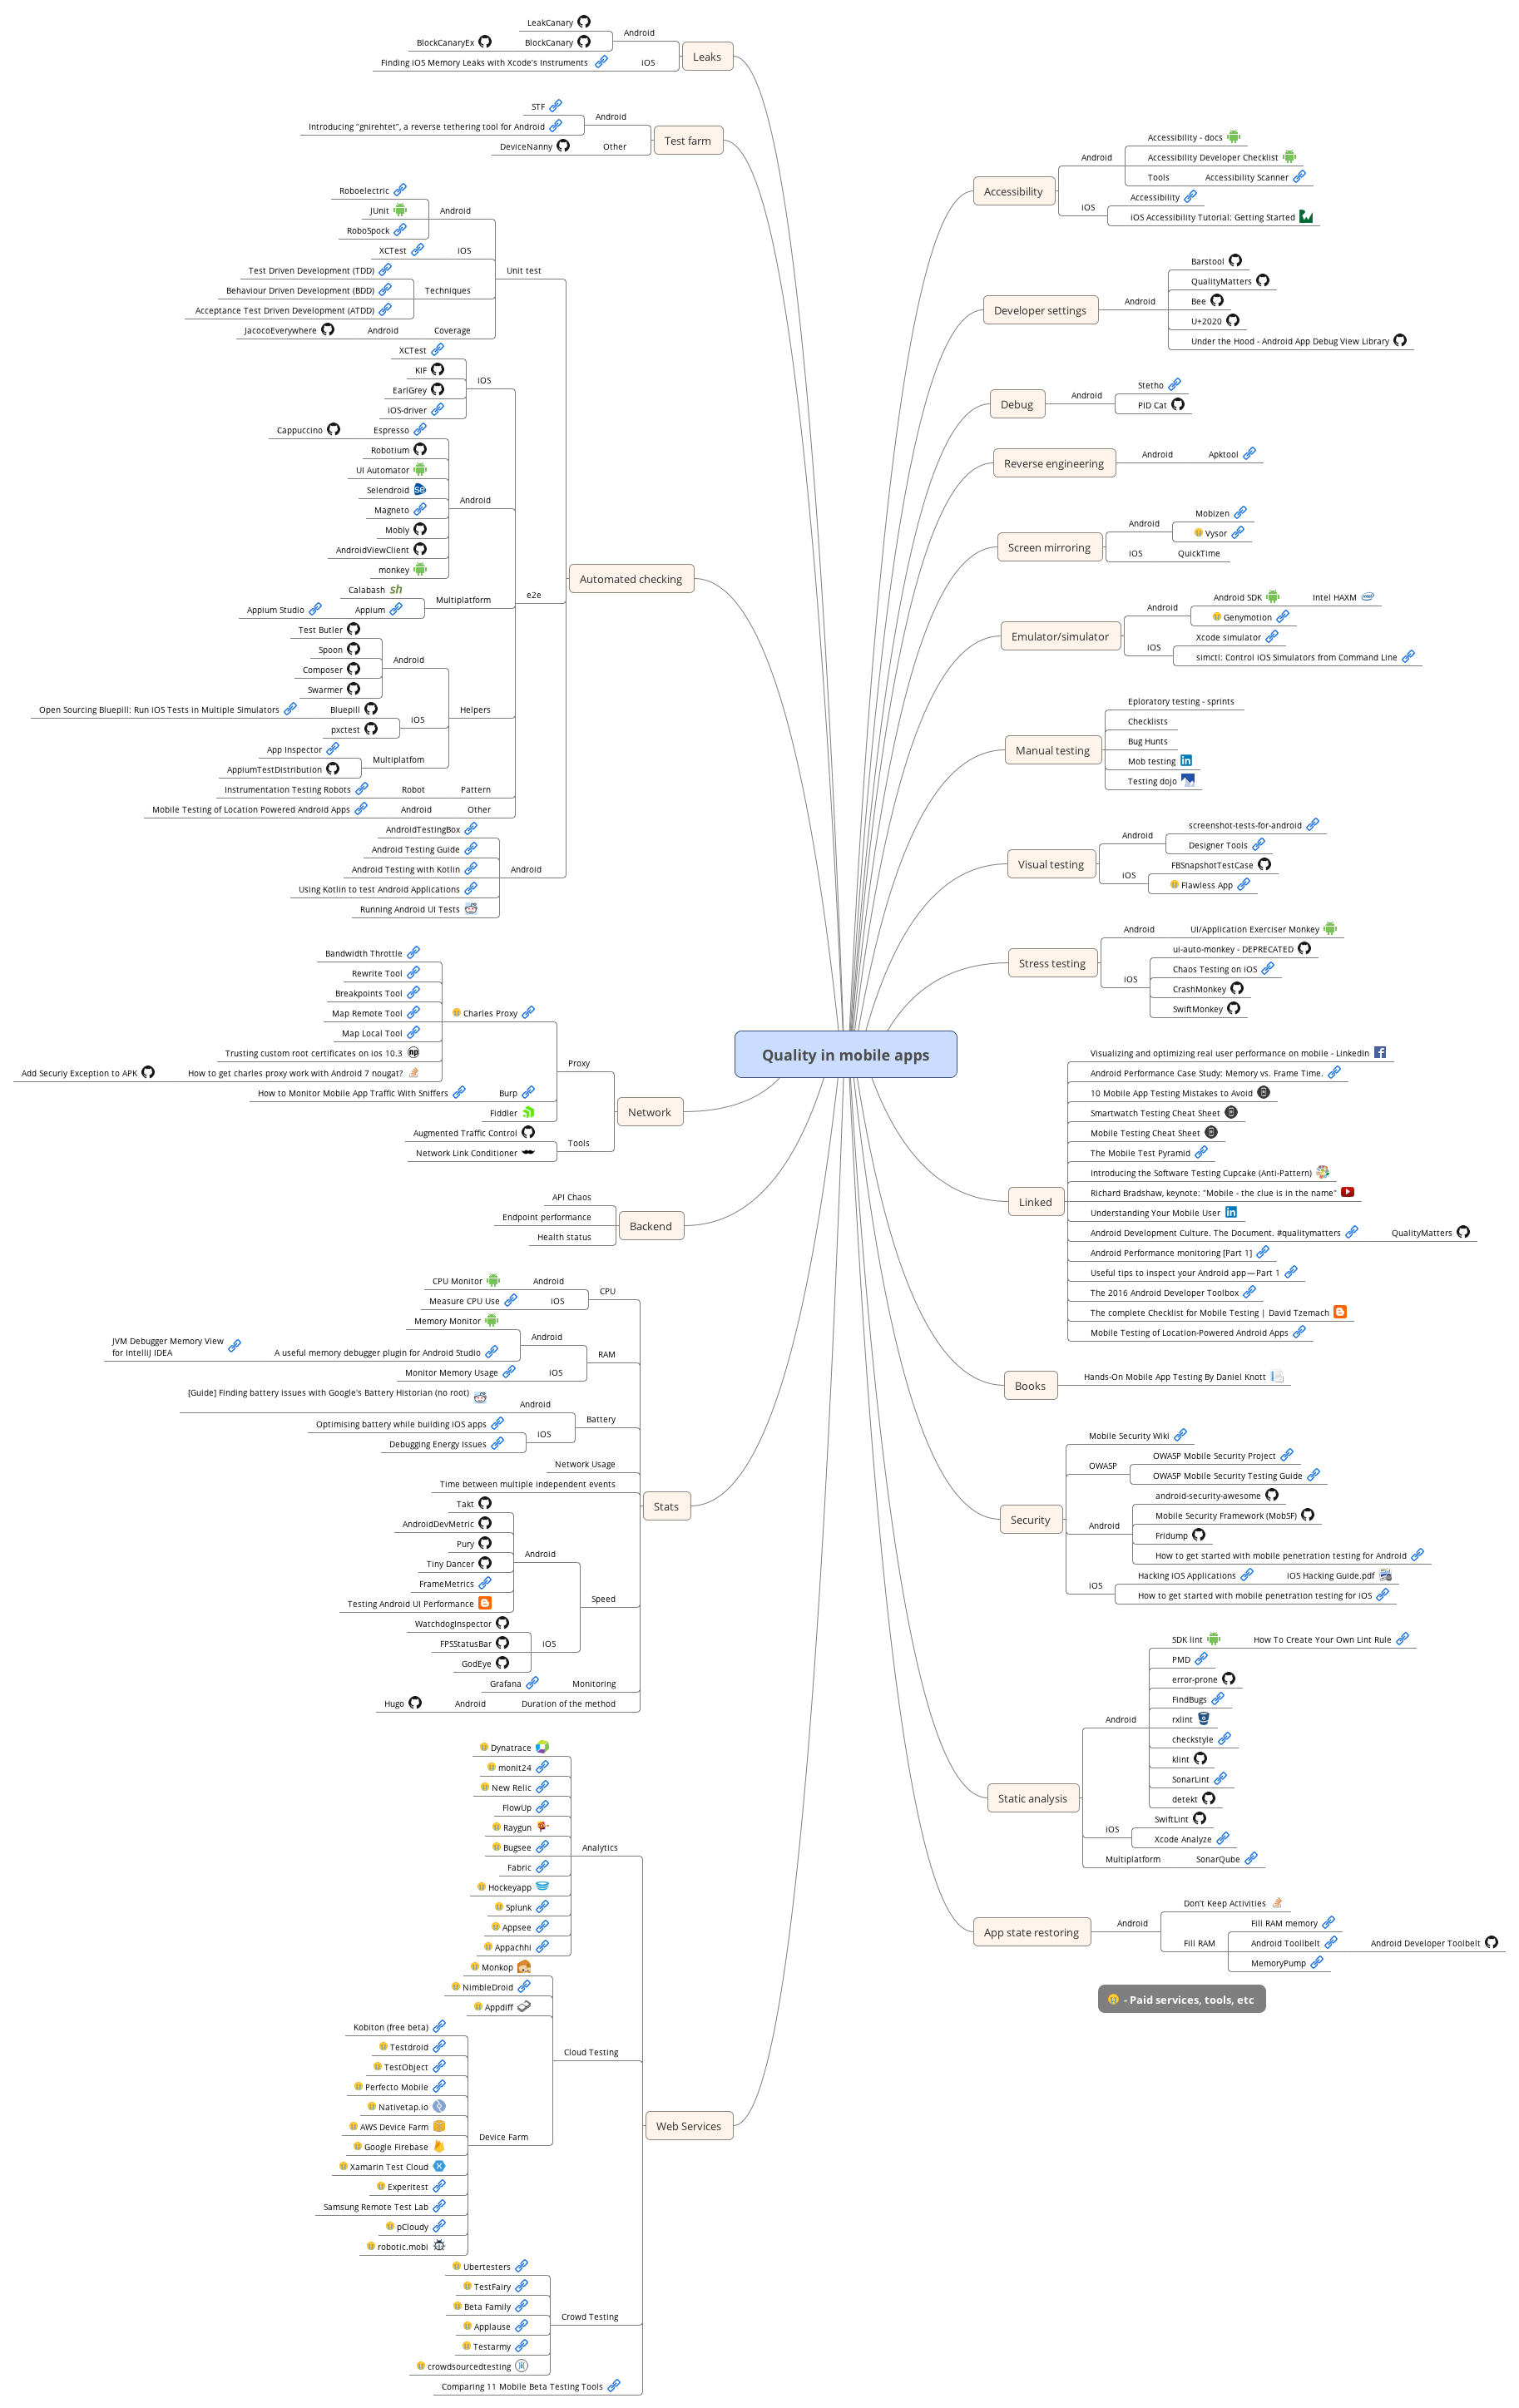 Quality in mobile apps
Leaks
Android
LeakCanary
BlockCanary
BlockCanaryEx
iOS
Finding iOS Memory Leaks with Xcode's Instruments
Test farm
Android
STF
Introducing "gnirehtet", a reverse tethering tool for Android
Other
DeviceNanny
Automated checking
Unit test
Android
Roboelectric
JUnit
RoboSpock
iOS
XCTest
Techniques
Test Driven Development (TDD)
Behaviour Driven Development (BDD)
Acceptance Test Driven Development (ATDD)
Coverage
Android
JacocoEverywhere
e2e
iOS
XCTest
KIF
EarlGrey
iOS-driver
Android
Espresso
Cappuccino
Robotium
UI Automator
Selendroid
Magneto
Mobly
AndroidViewClient
monkey
Multiplatform
Calabash
Appium
Appium Studio
Helpers
Android
Test Butler
Spoon
Composer
Swarmer
iOS
Bluepill
Open Sourcing Bluepill: Run iOS Tests in Multiple Simulators
pxctest
Multiplatfom
App Inspector
AppiumTestDistribution
Pattern
Robot
Instrumentation Testing Robots
Other
Android
Mobile Testing of Location Powered Android Apps
Android
AndroidTestingBox
Android Testing Guide
Android Testing with Kotlin
Using Kotlin to test Android Applications
Running Android UI Tests
Network
Proxy
Charles Proxy
Bandwidth Throttle
Rewrite Tool
Breakpoints Tool
Map Remote Tool
Map Local Tool
Trusting custom root certificates on ios 10.3
How to get charles proxy work with Android 7 nougat?
Add Securiy Exception to APK
Burp
How to Monitor Mobile App Traffic With Sniffers
Fiddler
Tools
Augmented Traffic Control
Network Link Conditioner
Backend
API Chaos
Endpoint performance
Health status
Stats
CPU
Android
CPU Monitor
iOS
Measure CPU Use
RAM
Android
Memory Monitor
A useful memory debugger plugin for Android Studio
JVM Debugger Memory View
for IntelliJ IDEA
iOS
Monitor Memory Usage
Battery
Android
[Guide] Finding battery issues with Google's Battery Historian (no root)
iOS
Optimising battery while building iOS apps
Debugging Energy Issues
Network Usage
Time between multiple independent events
Speed
Android
Takt
AndroidDevMetric
Pury
Tiny Dancer
FrameMetrics
Testing Android UI Performance
iOS
WatchdogInspector
FPSStatusBar
GodEye
Monitoring
Grafana
Duration of the method
Android
Hugo
Web Services
Analytics
Dynatrace
monit24
New Relic
FlowUp
Raygun
Bugsee
Fabric
Hockeyapp
Splunk
Appsee
Appachhi
Cloud Testing
Monkop
NimbleDroid
Appdiff
Device Farm
Kobiton (free beta)
Testdroid
TestObject
Perfecto Mobile
Nativetap.io
AWS Device Farm
Google Firebase
Xamarin Test Cloud
Experitest
Samsung Remote Test Lab
pCloudy
robotic.mobi
Crowd Testing
Ubertesters
TestFairy
Beta Family
Applause
Testarmy
crowdsourcedtesting
Comparing 11 Mobile Beta Testing Tools
Accessibility
Android
Accessibility - docs
Accessibility Developer Checklist
Tools
Accessibility Scanner
iOS
Accessibility
iOS Accessibility Tutorial: Getting Started
Developer settings
Android
Barstool
QualityMatters
Bee
U+2020
Under the Hood - Android App Debug View Library
Debug
Android
Stetho
PID Cat
Reverse engineering
Android
Apktool
Screen mirroring
Android
Mobizen
Vysor
iOS
QuickTime
Emulator/simulator
Android
Android SDK
Intel HAXM
Genymotion
iOS
Xcode simulator
simctl: Control iOS Simulators from Command Line
Manual testing
Eploratory testing - sprints
Checklists
Bug Hunts
Mob testing
Testing dojo
Visual testing
Android
screenshot-tests-for-android
Designer Tools
iOS
FBSnapshotTestCase
Flawless App
Stress testing
Android
UI/Application Exerciser Monkey
iOS
ui-auto-monkey - DEPRECATED
Chaos Testing on iOS
CrashMonkey
SwiftMonkey
Linked
Visualizing and optimizing real user performance on mobile - LinkedIn
Android Performance Case Study: Memory vs. Frame Time.
10 Mobile App Testing Mistakes to Avoid
Smartwatch Testing Cheat Sheet
Mobile Testing Cheat Sheet
The Mobile Test Pyramid
Introducing the Software Testing Cupcake (Anti-Pattern)
Richard Bradshaw, keynote: "Mobile - the clue is in the name"
Understanding Your Mobile User
Android Development Culture. The Document. #qualitymatters
QualityMatters
Android Performance monitoring [Part 1]
Useful tips to inspect your Android app — Part 1
The 2016 Android Developer Toolbox
The complete Checklist for Mobile Testing | David Tzemach
Mobile Testing of Location-Powered Android Apps
Books
Hands-On Mobile App Testing By Daniel Knott
Security
Mobile Security Wiki
OWASP
OWASP Mobile Security Project
OWASP Mobile Security Testing Guide
Android
android-security-awesome
Mobile Security Framework (MobSF)
Fridump
How to get started with mobile penetration testing for Android
iOS
Hacking iOS Applications
iOS Hacking Guide.pdf
How to get started with mobile penetration testing for iOS
Static analysis
Android
SDK lint
How To Create Your Own Lint Rule
PMD
error-prone
FindBugs
rxlint
checkstyle
klint
SonarLint
detekt
iOS
SwiftLint
Xcode Analyze
Multiplatform
SonarQube
App state restoring
Android
Don't Keep Activities
Fill RAM
Fill RAM memory
Android Toollbelt
Android Developer Toolbelt
MemoryPump
- Paid services, tools, etc